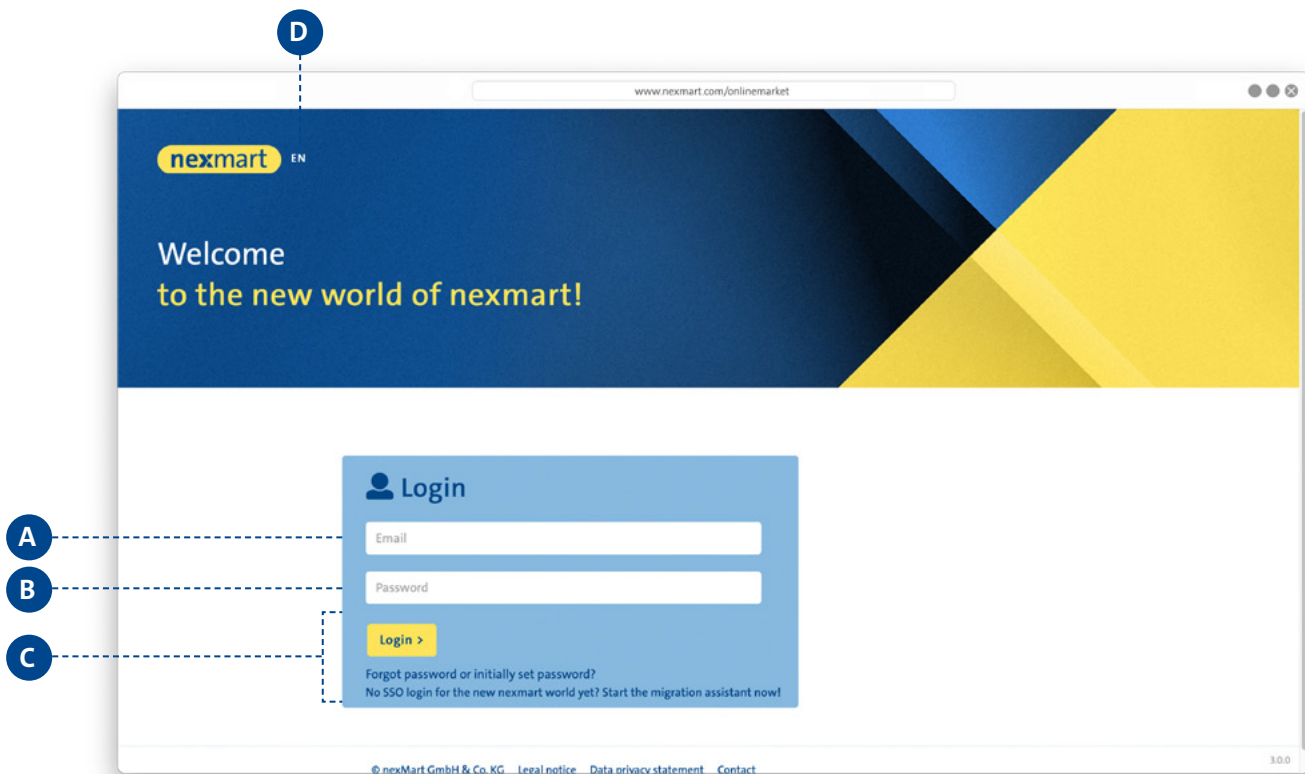 D
www.nexmart.com/onlinemarket
nexmart EN
Welcome
to the new world of nexmart!
Login
A
Email
B
Password
C
Login >
Forgot password or initially set password?
No SSO login for the new nexmart world yet? Start the migration assistant now!
© nexMart GmbH & Co. KG Legal notice Data privacy statement Contact
3.0.0